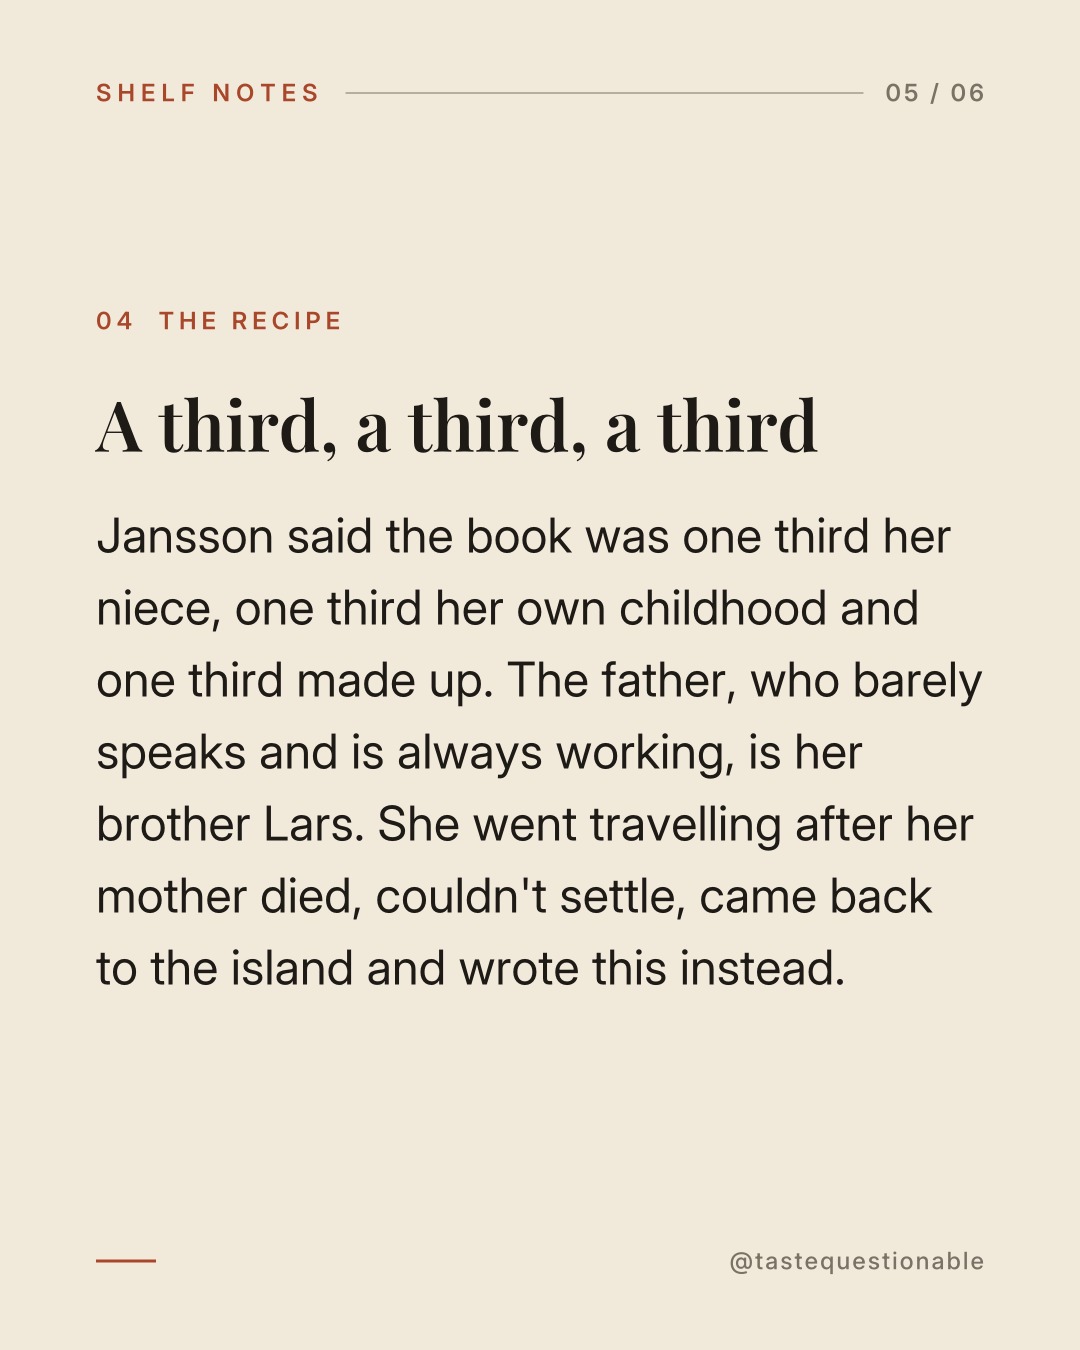 SHELF NOTES 05 / 06
04 THE RECIPE
A third, a third, a third
Jansson said the book was one third her
niece, one third her own childhood and
one third made up. The father, who barely
speaks and is always working, is her
brother Lars. She went travelling after her
mother died, couldn't settle, came back
to the island and wrote this instead.
@tastequestionable